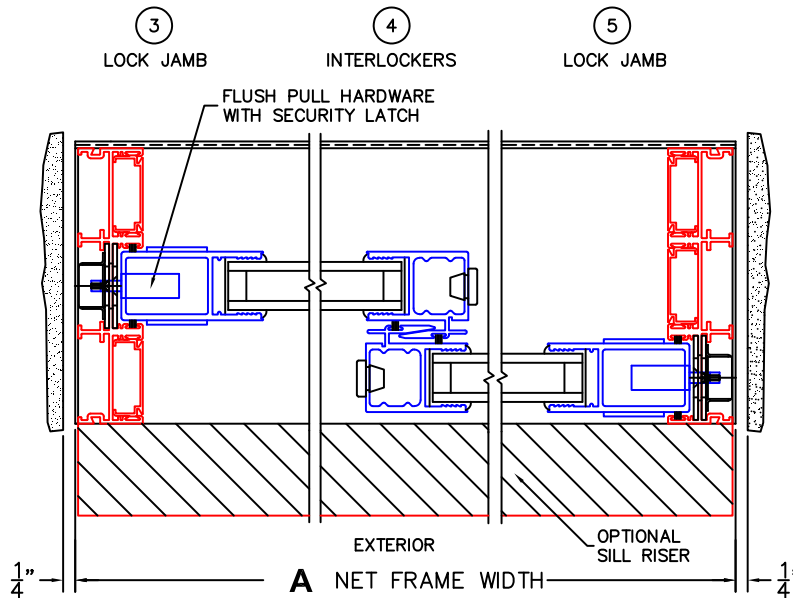 3 4 5
LOCK JAMB INTERLOCKERS LOCK JAMB
FLUSH PULL HARDWARE
WITH SECURITY LATCH
OPTIONAL
SILL RISER
EXTERIOR
1/4" A NET FRAME WIDTH 1/4"